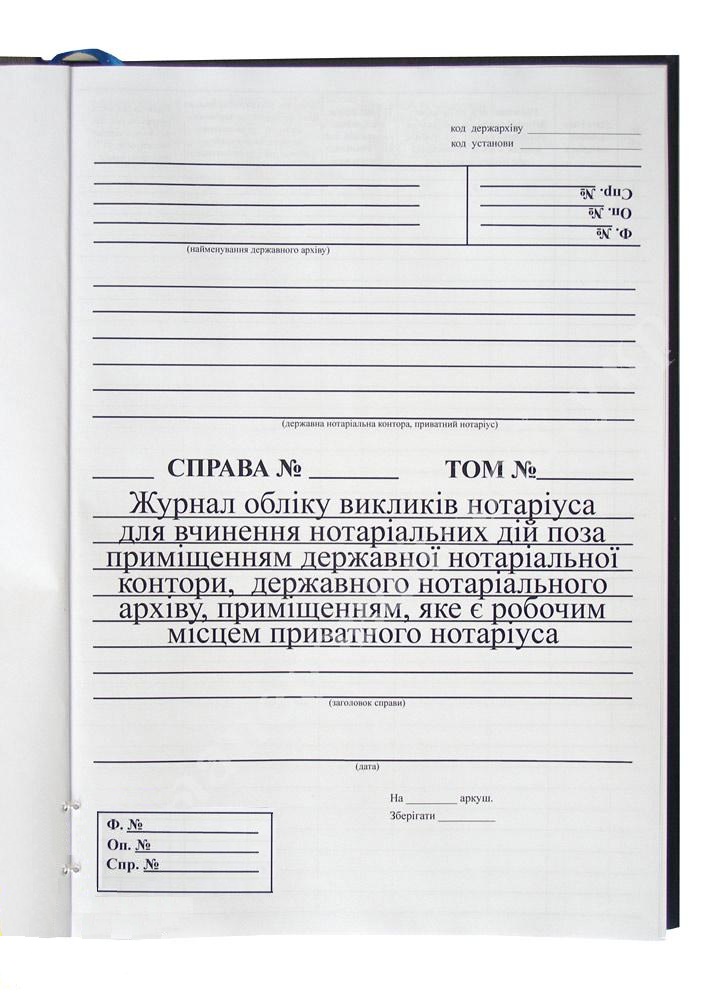 код державхіву
код установи
Спр. №
Оп. №
Ф. №
(найменування державного архіву)
(державна нотаріальна контора, приватний нотаріус)
СПРАВА № ТОМ №
Журнал обліку викликів нотаріуса
для вчинення нотаріальних дій поза
приміщенням державної нотаріальної
контори, державного нотаріального
архіву, приміщенням, яке є робочим
місцем приватного нотаріуса
(заголовок справи)
(дата)
На аркуш.
Зберігати
Ф. №
Оп. №
Спр. №